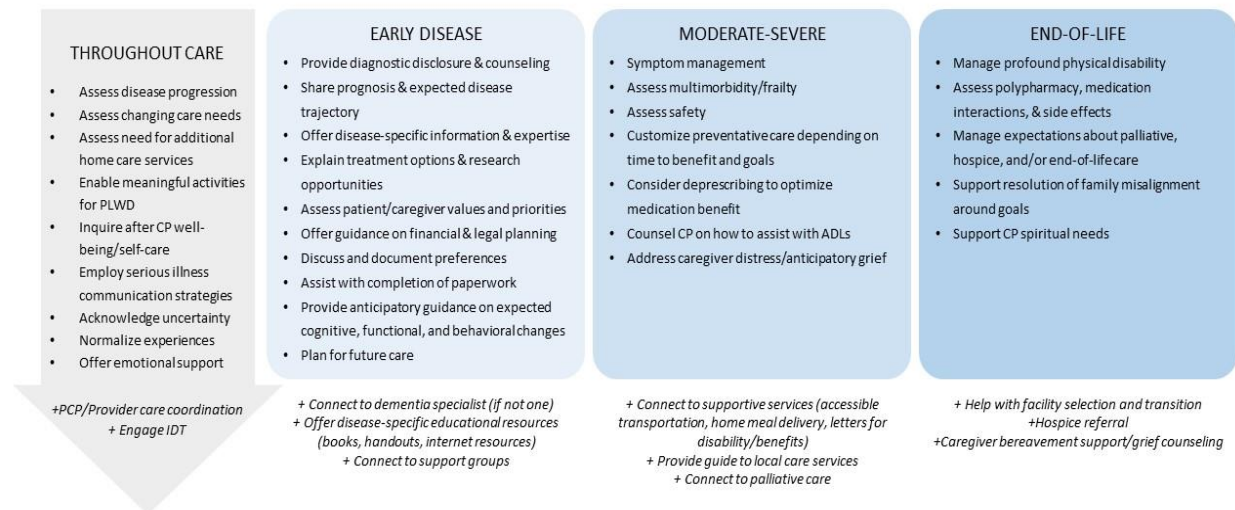 THROUGHOUT CARE
• Assess disease progression
• Assess changing care needs
• Assess need for additional
home care services
• Enable meaningful activities
for PLWD
• Inquire after CP well-
being/self-care
• Employ serious illness
communication strategies
• Acknowledge uncertainty
• Normalize experiences
• Offer emotional support
+PCP/Provider care coordination
+ Engage IDT
EARLY DISEASE
• Provide diagnostic disclosure & counseling
• Share prognosis & expected disease
trajectory
• Offer disease-specific information & expertise
• Explain treatment options & research
opportunities
• Assess patient/caregiver values and priorities
• Offer guidance on financial & legal planning
• Discuss and document preferences
• Assist with completion of paperwork
• Provide anticipatory guidance on expected
cognitive, functional, and behavioral changes
• Plan for future care
+ Connect to dementia specialist (if not one)
+ Offer disease-specific educational resources
(books, handouts, internet resources)
+ Connect to support groups
MODERATE-SEVERE
• Symptom management
• Assess multimorbidity/frailty
• Assess safety
• Customize preventative care depending on
time to benefit and goals
• Consider deprescribing to optimize
medication benefit
• Counsel CP on how to assist with ADLs
• Address caregiver distress/anticipatory grief
+ Connect to supportive services (accessible
transportation, home meal delivery, letters for
disability/benefits)
+ Provide guide to local care services
+ Connect to palliative care
END-OF-LIFE
• Manage profound physical disability
• Assess polypharmacy, medication
interactions, & side effects
• Manage expectations about palliative,
hospice, and/or end-of-life care
• Support resolution of family misalignment
around goals
• Support CP spiritual needs
+ Help with facility selection and transition
+Hospice referral
+Caregiver bereavement support/grief counseling